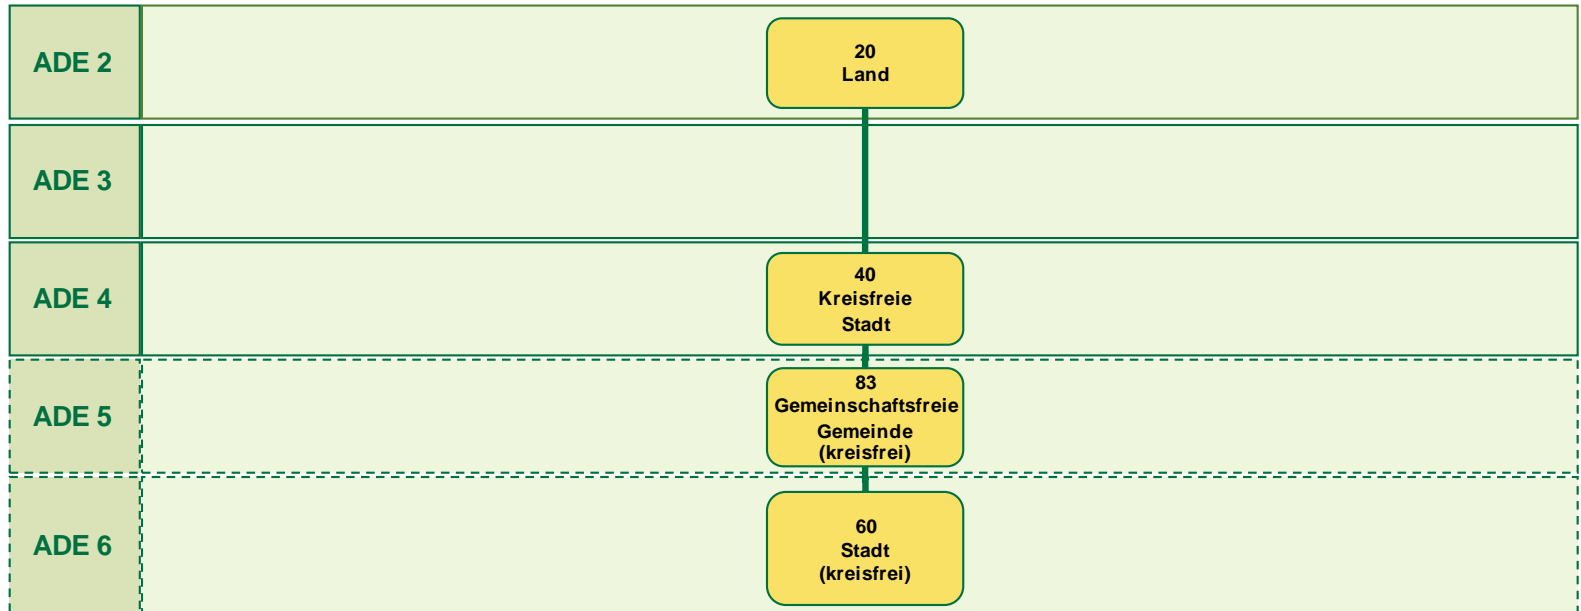 ADE 2
20
Land
ADE 3
ADE 4
40
Kreisfreie
Stadt
ADE 5
83
Gemeinschaftsfreie
Gemeinde
(kreisfrei)
ADE 6
60
Stadt
(kreisfrei)